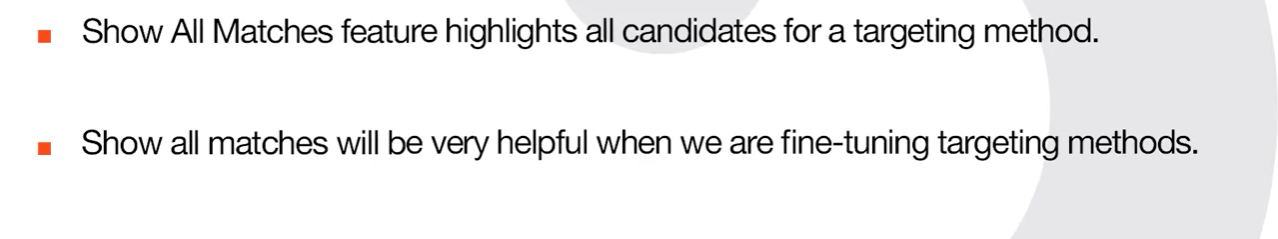 Show All Matches feature highlights all candidates for a targeting method.
Show all matches will be very helpful when we are fine-tuning targeting methods.